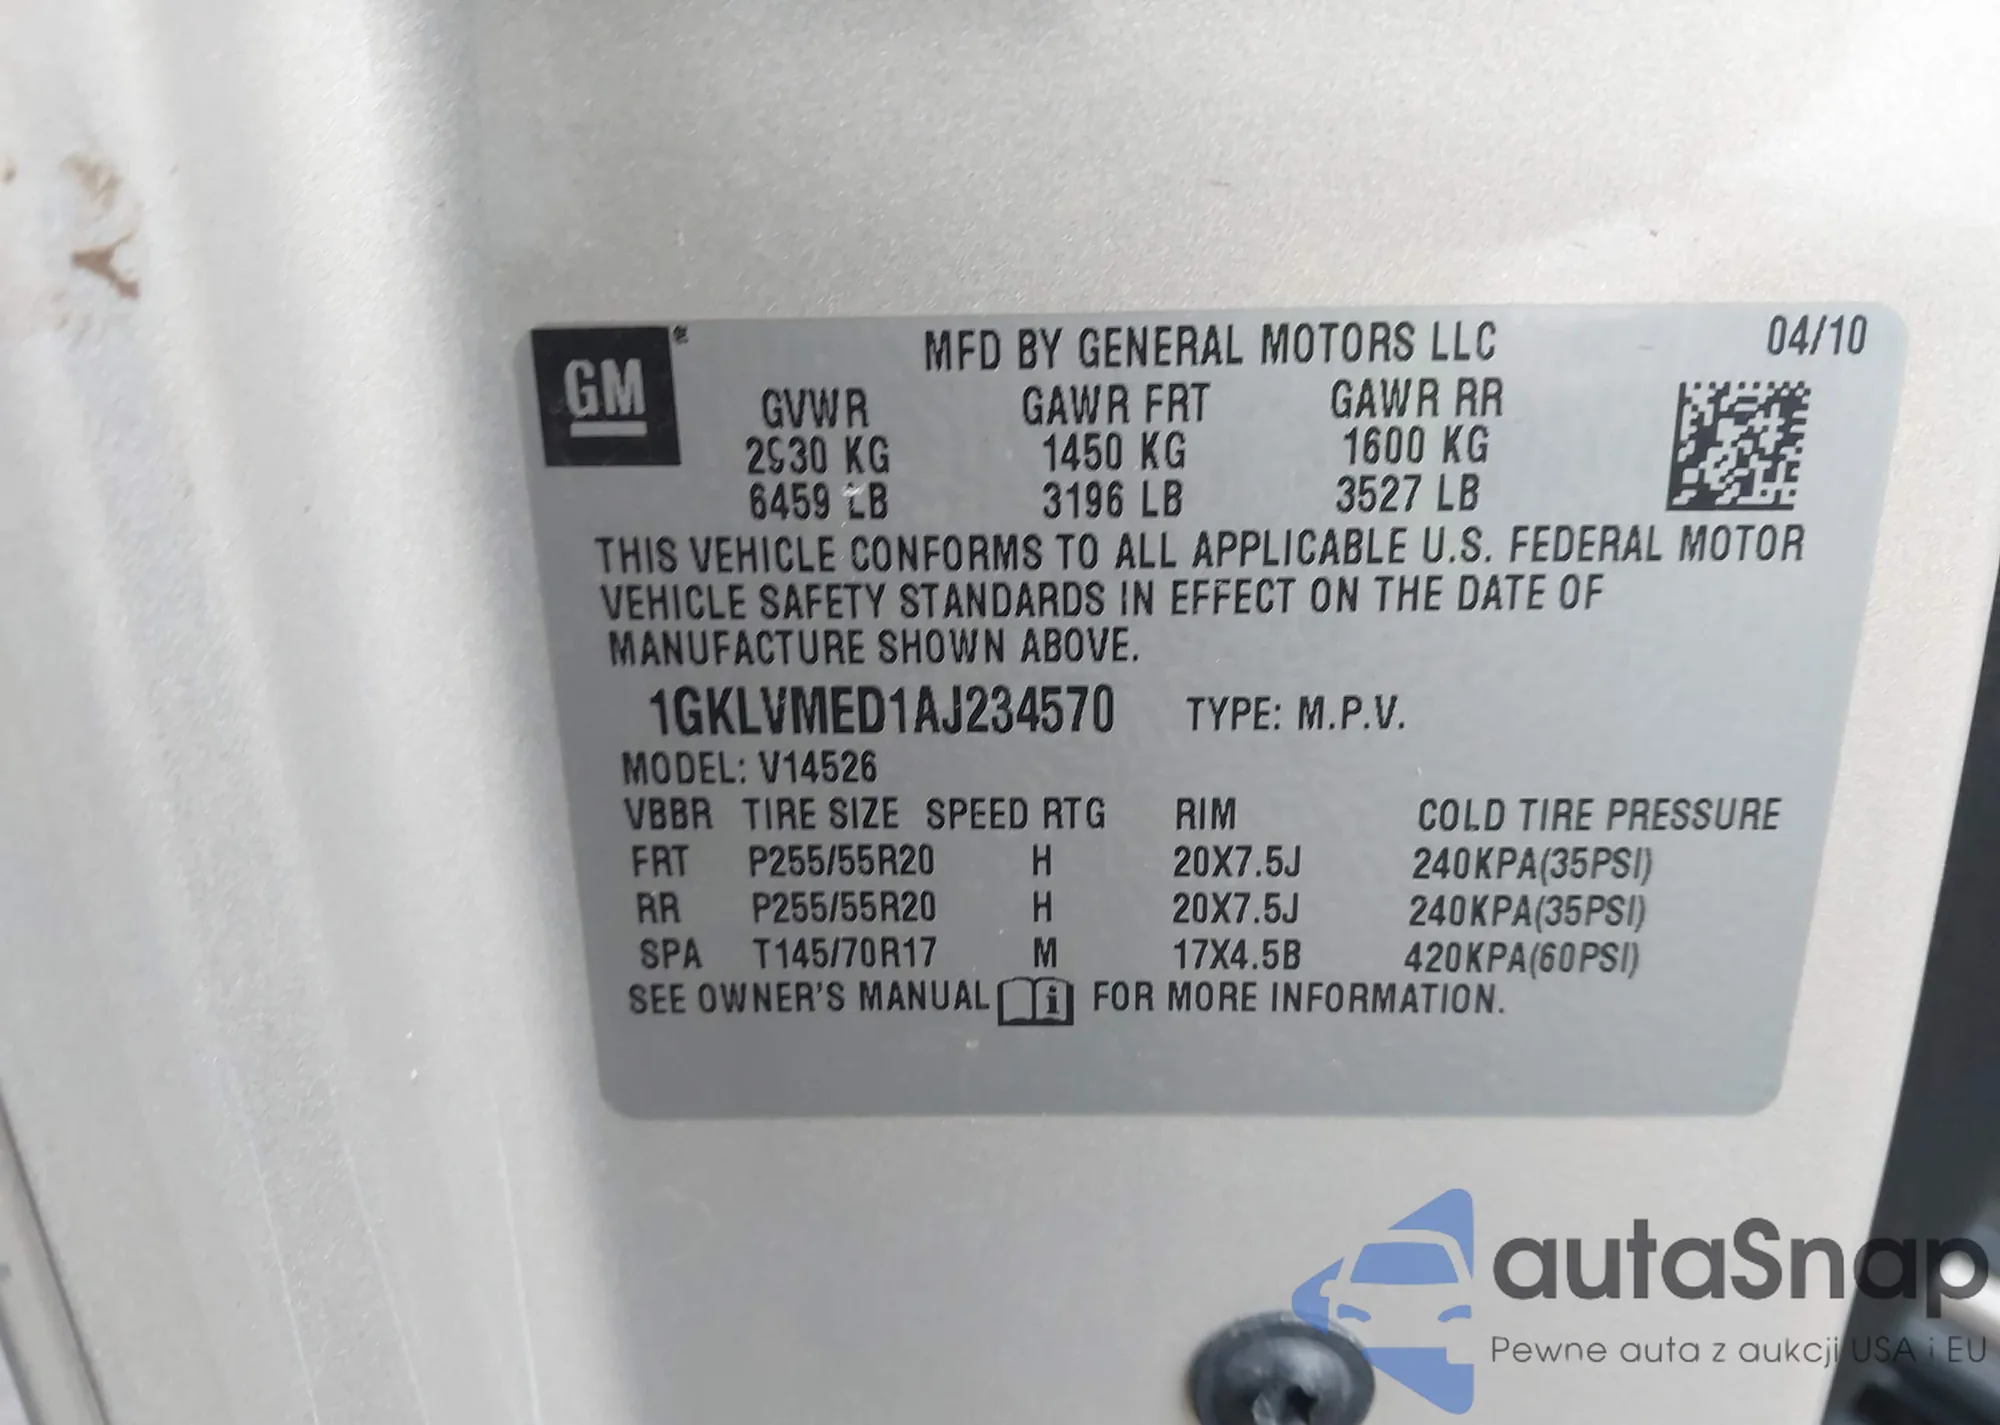 GM
MFD BY GENERAL MOTORS LLC 04/10
GVWR GAWR FRT GAWR RR
2930 KG 1450 KG 1600 KG
6459 LB 3196 LB 3527 LB
THIS VEHICLE CONFORMS TO ALL APPLICABLE U.S. FEDERAL MOTOR
VEHICLE SAFETY STANDARDS IN EFFECT ON THE DATE OF
MANUFACTURE SHOWN ABOVE.
1GKLVMED1AJ234570 TYPE: M.P.V.
MODEL: V14526
VBBR TIRE SIZE SPEED RTG RIM COLD TIRE PRESSURE
FRT P255/55R20 H 20X7.5J 240KPA(35PSI)
RR P255/55R20 H 20X7.5J 240KPA(35PSI)
SPA T145/70R17 M 17X4.5B 420KPA(60PSI)
SEE OWNER'S MANUAL i FOR MORE INFORMATION.
autaSnap
Pewne auta z aukcji USA i EU